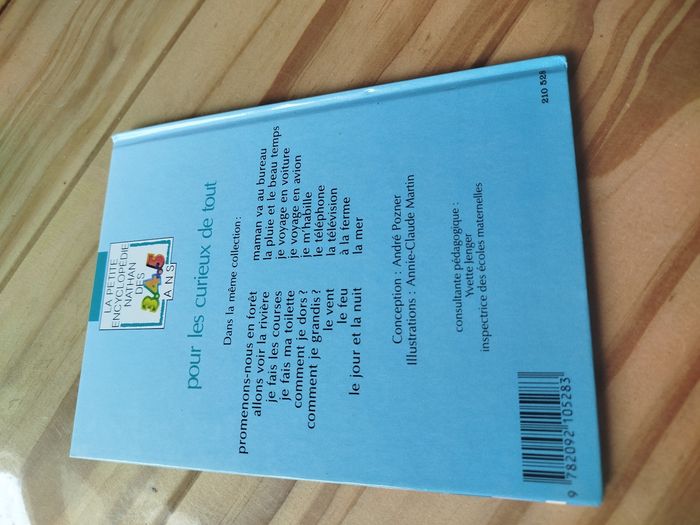 LA PETITE
ENCYCLOPÉDIE
NATHAN
DES
3.4.5
ANS
pour les curieux de tout
Dans la même collection :
promenons-nous en forêt
allons voir la rivière
je fais les courses
je fais ma toilette
comment je dors ?
comment je grandis ?
le vent
le feu
le jour et la nuit
maman va au bureau
la pluie et le beau temps
je voyage en voiture
je voyage en avion
je m'habille
le téléphone
la télévision
à la ferme
la mer
Conception : André Pozner
Illustrations : Annie-Claude Martin
consultante pédagogique :
Yvette Jenger
inspectrice des écoles maternelles
9 782092 105283
210 528